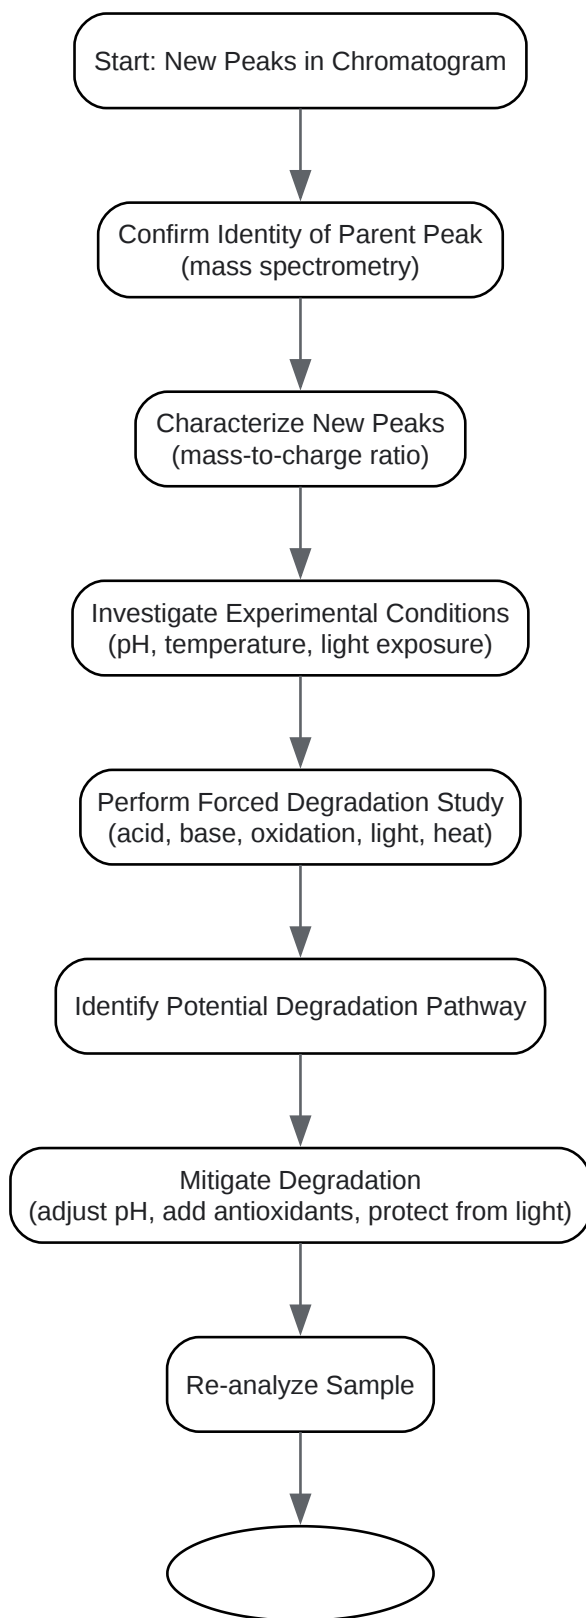 Start: New Peaks in Chromatogram
Confirm Identity of Parent Peak
(mass spectrometry)
Characterize New Peaks
(mass-to-charge ratio)
Investigate Experimental Conditions
(pH, temperature, light exposure)
Perform Forced Degradation Study
(acid, base, oxidation, light, heat)
Identify Potential Degradation Pathway
Mitigate Degradation
(adjust pH, add antioxidants, protect from light)
Re-analyze Sample